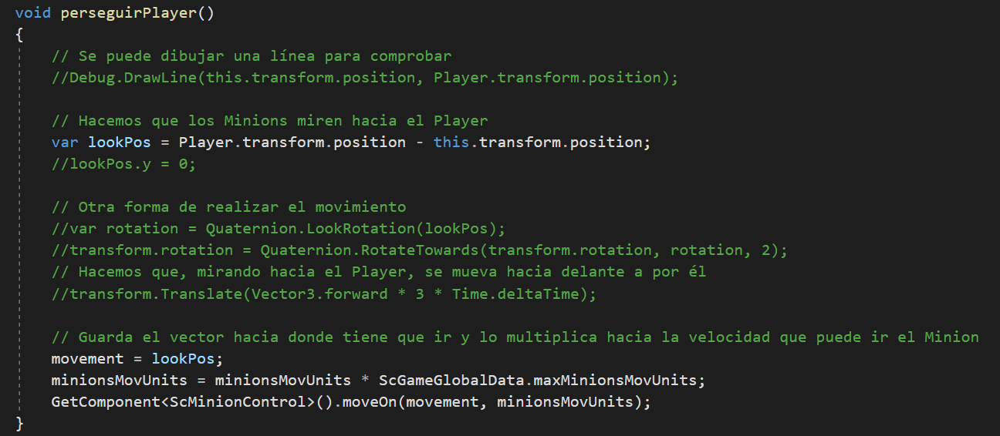 void perseguirPlayer()
{
// Se puede dibujar una línea para comprobar
//Debug.DrawLine(this.transform.position, Player.transform.position);
// Hacemos que los Minions miren hacia el Player
var lookPos = Player.transform.position - this.transform.position;
//lookPos.y = 0;
// Otra forma de realizar el movimiento
//var rotation = Quaternion.LookRotation(lookPos);
//transform.rotation = Quaternion.RotateTowards(transform.rotation, rotation, 2);
// Hacemos que, mirando hacia el Player, se mueva hacia delante a por él
//transform.Translate(Vector3.forward * 3 * Time.deltaTime);
// Guarda el vector hacia donde tiene que ir y lo multiplica hacia la velocidad que puede ir el Minion
movement = lookPos;
minionsMovUnits = minionsMovUnits * ScGameGlobalData.maxMinionsMovUnits;
GetComponent<ScMinionControl>().moveOn(movement, minionsMovUnits);
}